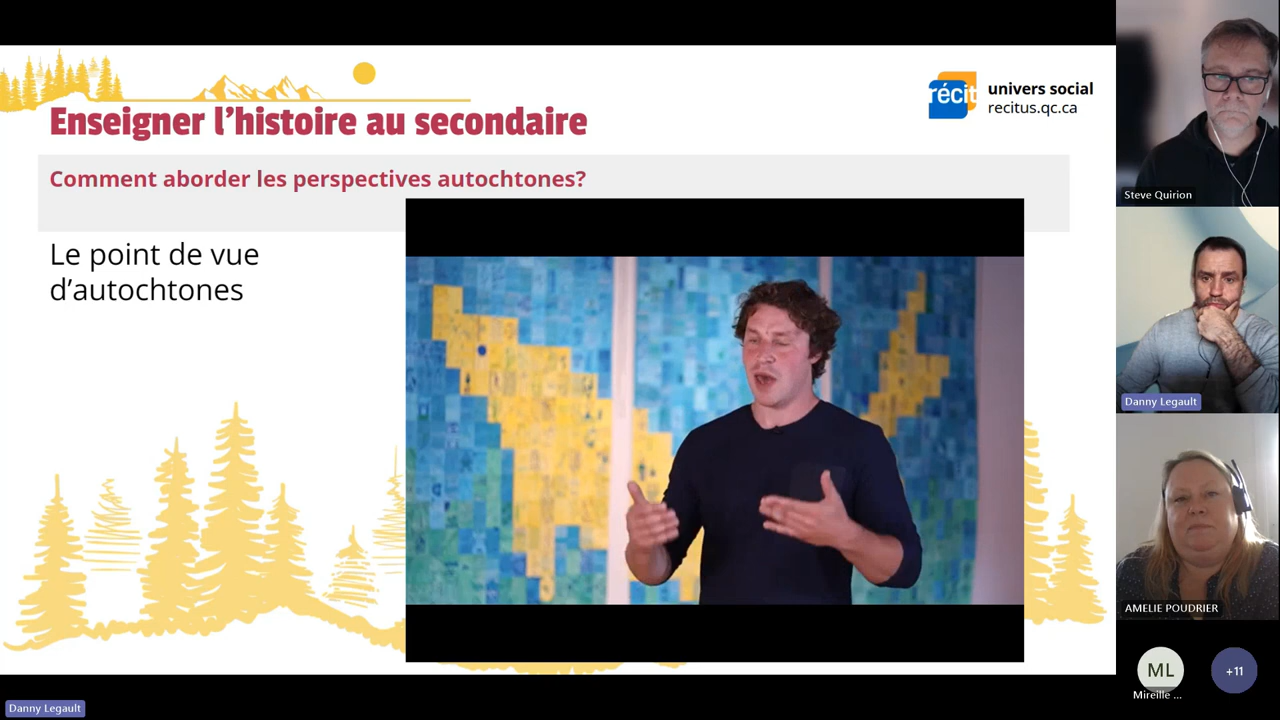 Enseigner l'histoire au secondaire
récit
univers social
recitus.qc.ca
Comment aborder les perspectives autochtones?
Le point de vue
d'autochtones
Steve Quirion
Danny Legault
AMELIE POUDRIER
ML
Mireille ...
+11
Danny Legault